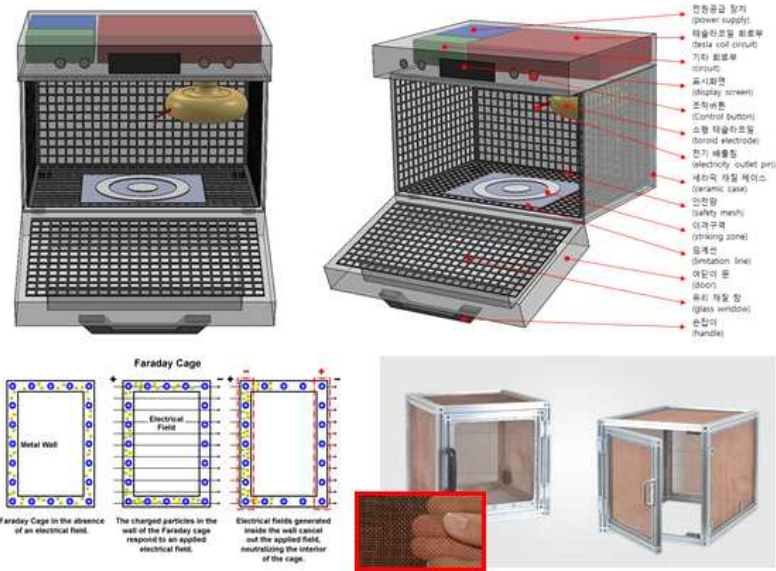 전원공급 장치
(power supply)
테슬라코일 회로부
(tesla coil circuit)
기타 회로부
(circuit)
표시화면
(display screen)
조작버튼
(Control button)
소형 테슬라코일
(toroid electrode)
전기 배출침
(electricity outlet pin)
세라믹 재질 케이스
(ceramic case)
안전망
(safety mesh)
타격구역
(striking zone)
임계선
(limitation line)
여닫이 문
(door)
유리 재질 창
(glass window)
손잡이
(handle)
Faraday Cage
+ - + - + -
Metal Wall
Electrical
Field
Faraday Cage in the absence
of an electrical field.
The charged particles in the
wall of the Faraday cage
respond to an applied
electrical field.
Electrical fields generated
inside the wall cancel
out the applied field,
neutralizing the interior
of the cage.